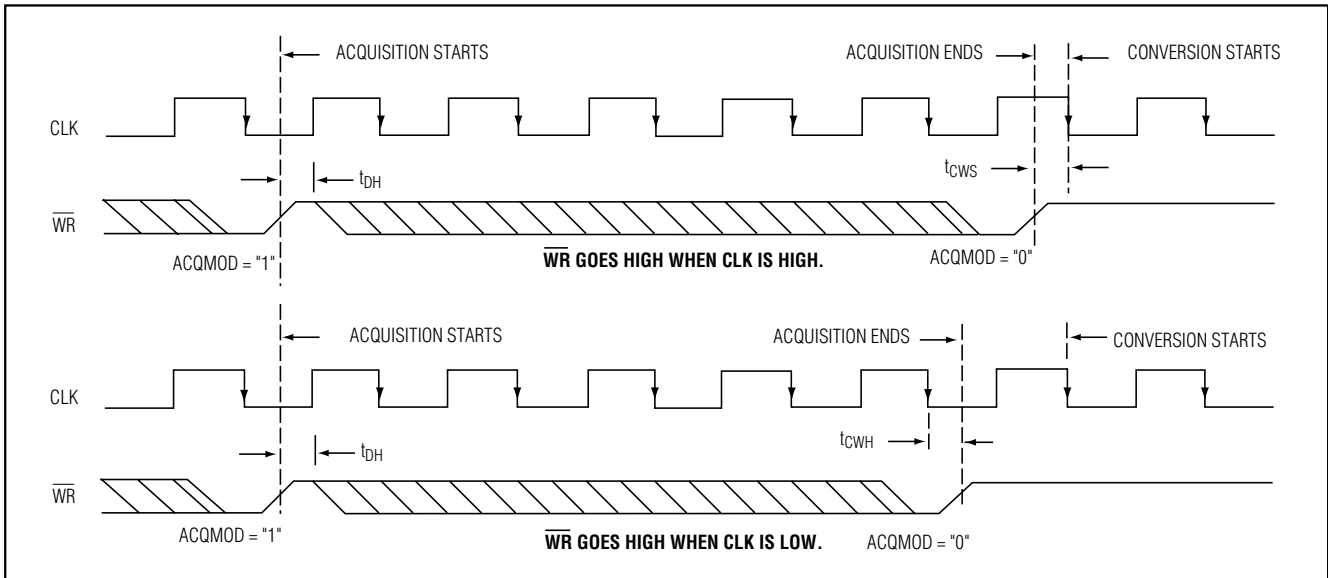 ACQUISITION STARTS
ACQUISITION ENDS
CONVERSION STARTS
CLK
tDH
tCWS
WR
ACQMOD = "1"
WR GOES HIGH WHEN CLK IS HIGH.
ACQMOD = "0"
ACQUISITION STARTS
ACQUISITION ENDS
CONVERSION STARTS
CLK
tDH
tCWH
WR
ACQMOD = "1"
WR GOES HIGH WHEN CLK IS LOW.
ACQMOD = "0"